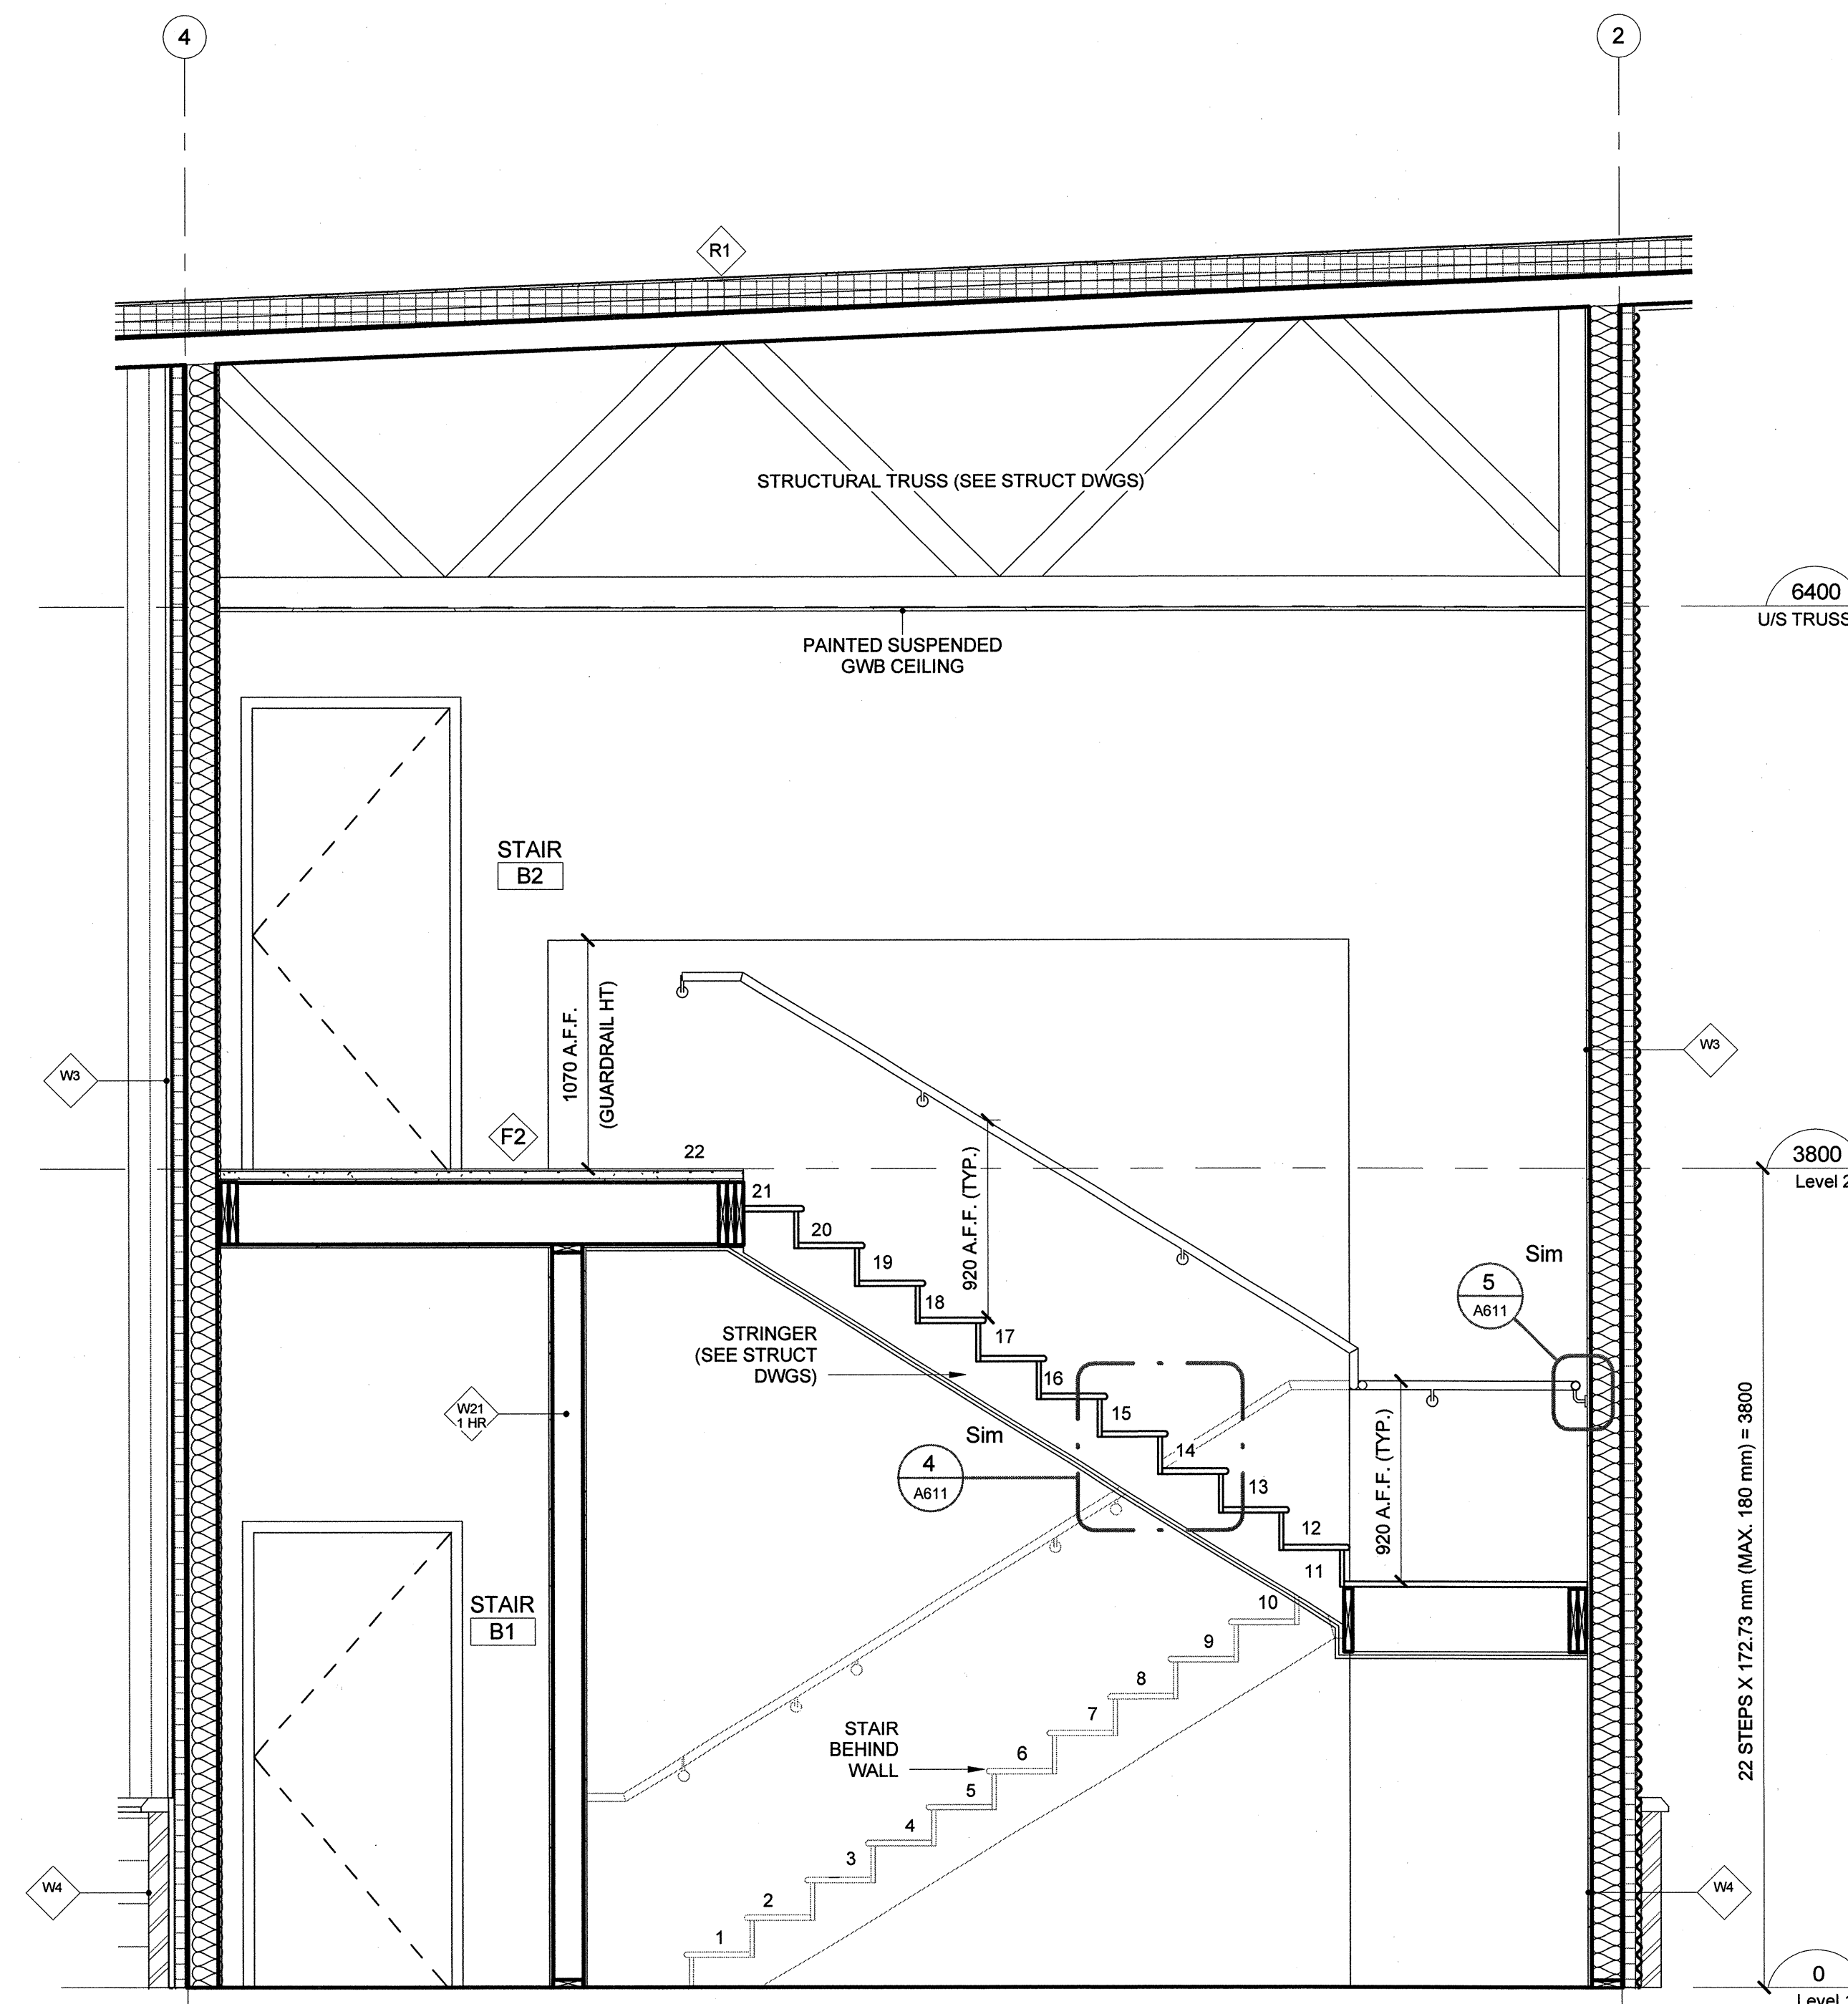 4
2
R1
STRUCTURAL TRUSS (SEE STRUCT DWGS)
6400
U/S TRUSS
PAINTED SUSPENDED
GWB CEILING
STAIR
B2
1070 A.F.F.
(GUARDRAIL HT)
W3
W3
F2
22
3800
Level 2
21
20
19
18
17
16
15
14
13
12
11
920 A.F.F. (TYP.)
Sim
5
A611
STRINGER
(SEE STRUCT
DWGS)
W21
1 HR
Sim
4
A611
920 A.F.F. (TYP.)
22 STEPS X 172.73 mm (MAX. 180 mm) = 3800
STAIR
B1
10
9
8
7
6
5
4
3
2
1
STAIR
BEHIND
WALL
W4
W4
0
Level 1